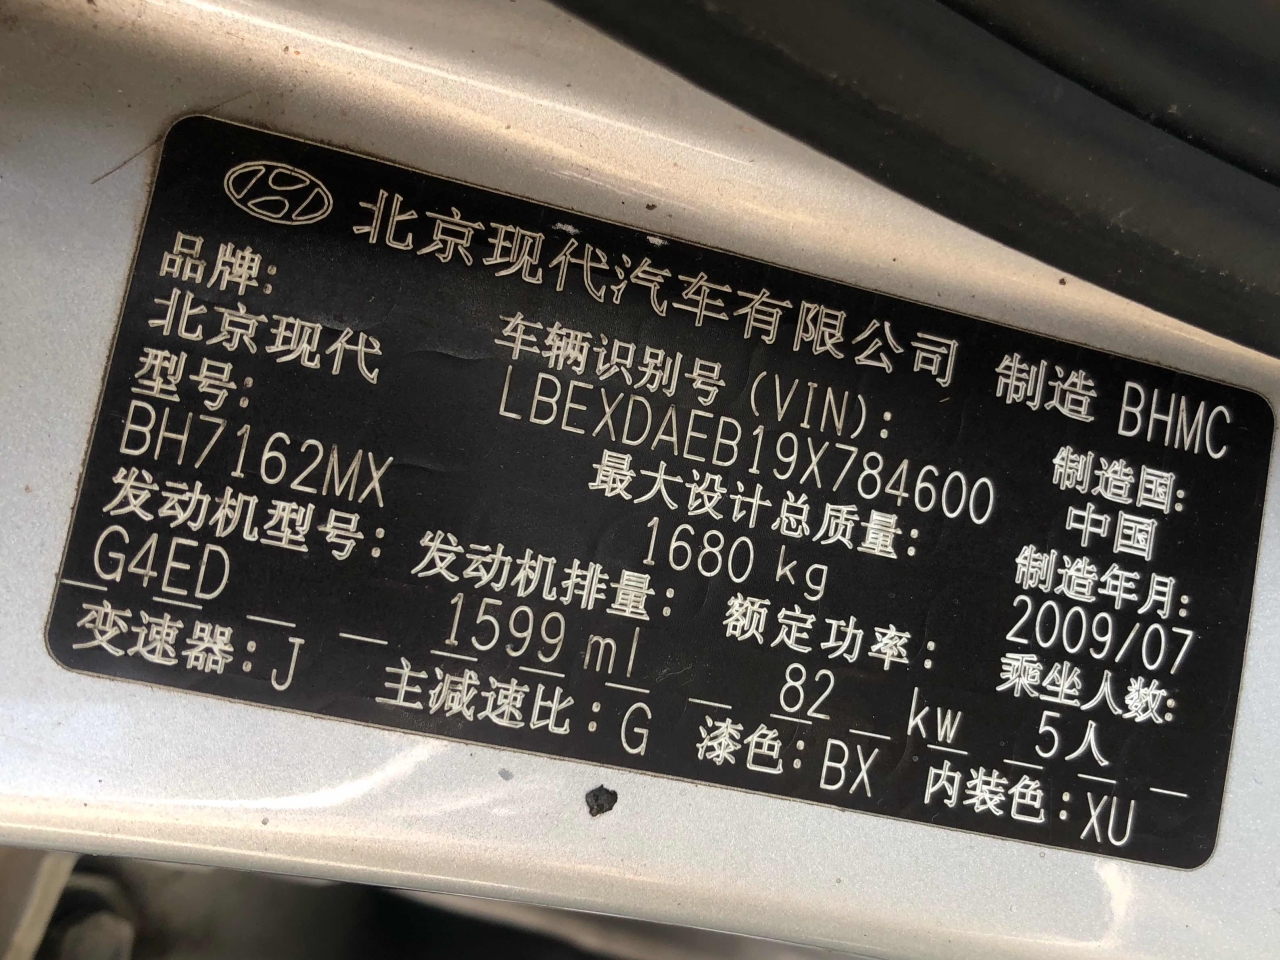 北京现代汽车有限公司 制造 BHMC
品牌:
北京现代
车辆识别号 (VIN):
LBEXDAEB19X784600
制造国:
中国
型号:
BH7162MX
最大设计总质量:
1680 kg
制造年月:
2009/07
发动机型号:
G4ED
发动机排量:
1599 ml
额定功率:
82 kw
乘坐人数:
5人
变速器:J
主减速比:G
漆色:BX
内装色:XU